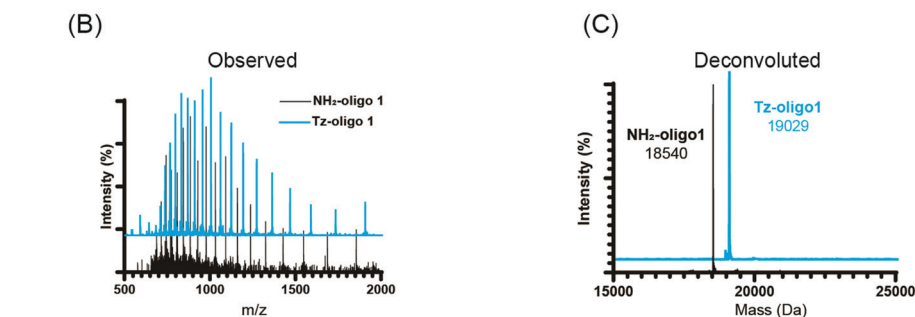 (B)
Observed
NH₂-oligo 1
Tz-oligo 1
Intensity (%)
500
1000
1500
2000
m/z
(C)
Deconvoluted
Tz-oligo1
19029
NH₂-oligo1
18540
Intensity (%)
15000
20000
25000
Mass (Da)